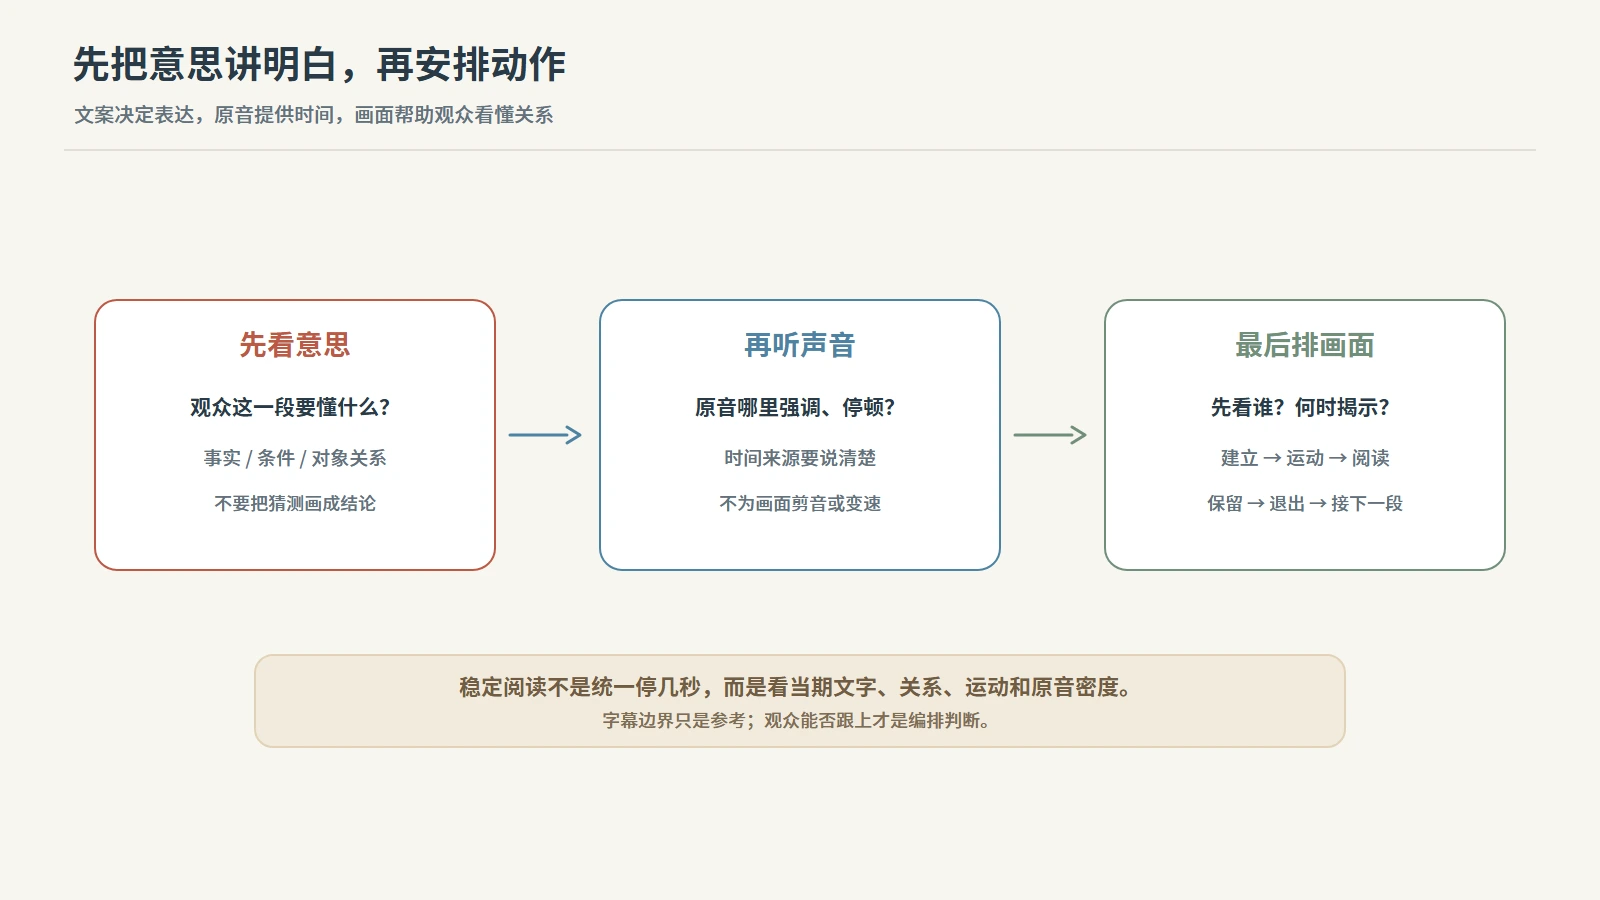 先把意思讲明白，再安排动作
文案决定表达，原音提供时间，画面帮助观众看懂关系
先看意思
观众这一段要懂什么？
事实 / 条件 / 对象关系
不要把猜测画成结论
再听声音
原音哪里强调、停顿？
时间来源要说清楚
不为画面剪音或变速
最后排画面
先看谁？何时揭示？
建立 → 运动 → 阅读
保留 → 退出 → 接下一段
稳定阅读不是统一停几秒，而是看当期文字、关系、运动和原音密度。
字幕边界只是参考；观众能否跟上才是编排判断。